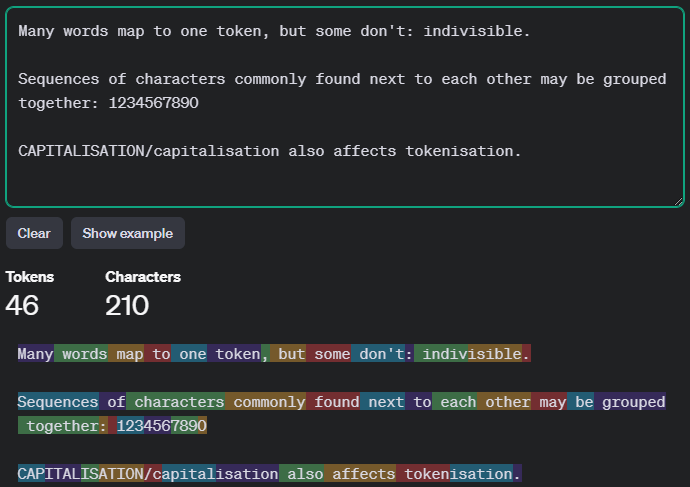 Many words map to one token, but some don't: indivisible.
Sequences of characters commonly found next to each other may be grouped
together: 1234567890
CAPITALISATION/capitalisation also affects tokenisation.
Clear Show example
Tokens Characters
46 210
Many words map to one token, but some don't: indivisible.
Sequences of characters commonly found next to each other may be grouped
together: 1234567890
CAPITALISATION/capitalisation also affects tokenisation.